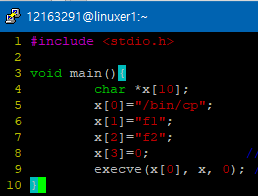 12163291@linuxer1:~
1 #include <stdio.h>
2
3 void main(){
4 char *x[10];
5 x[0]="/bin/cp";
6 x[1]="f1";
7 x[2]="f2";
8 x[3]=0; /
9 execve(x[0], x, 0); /
10 }